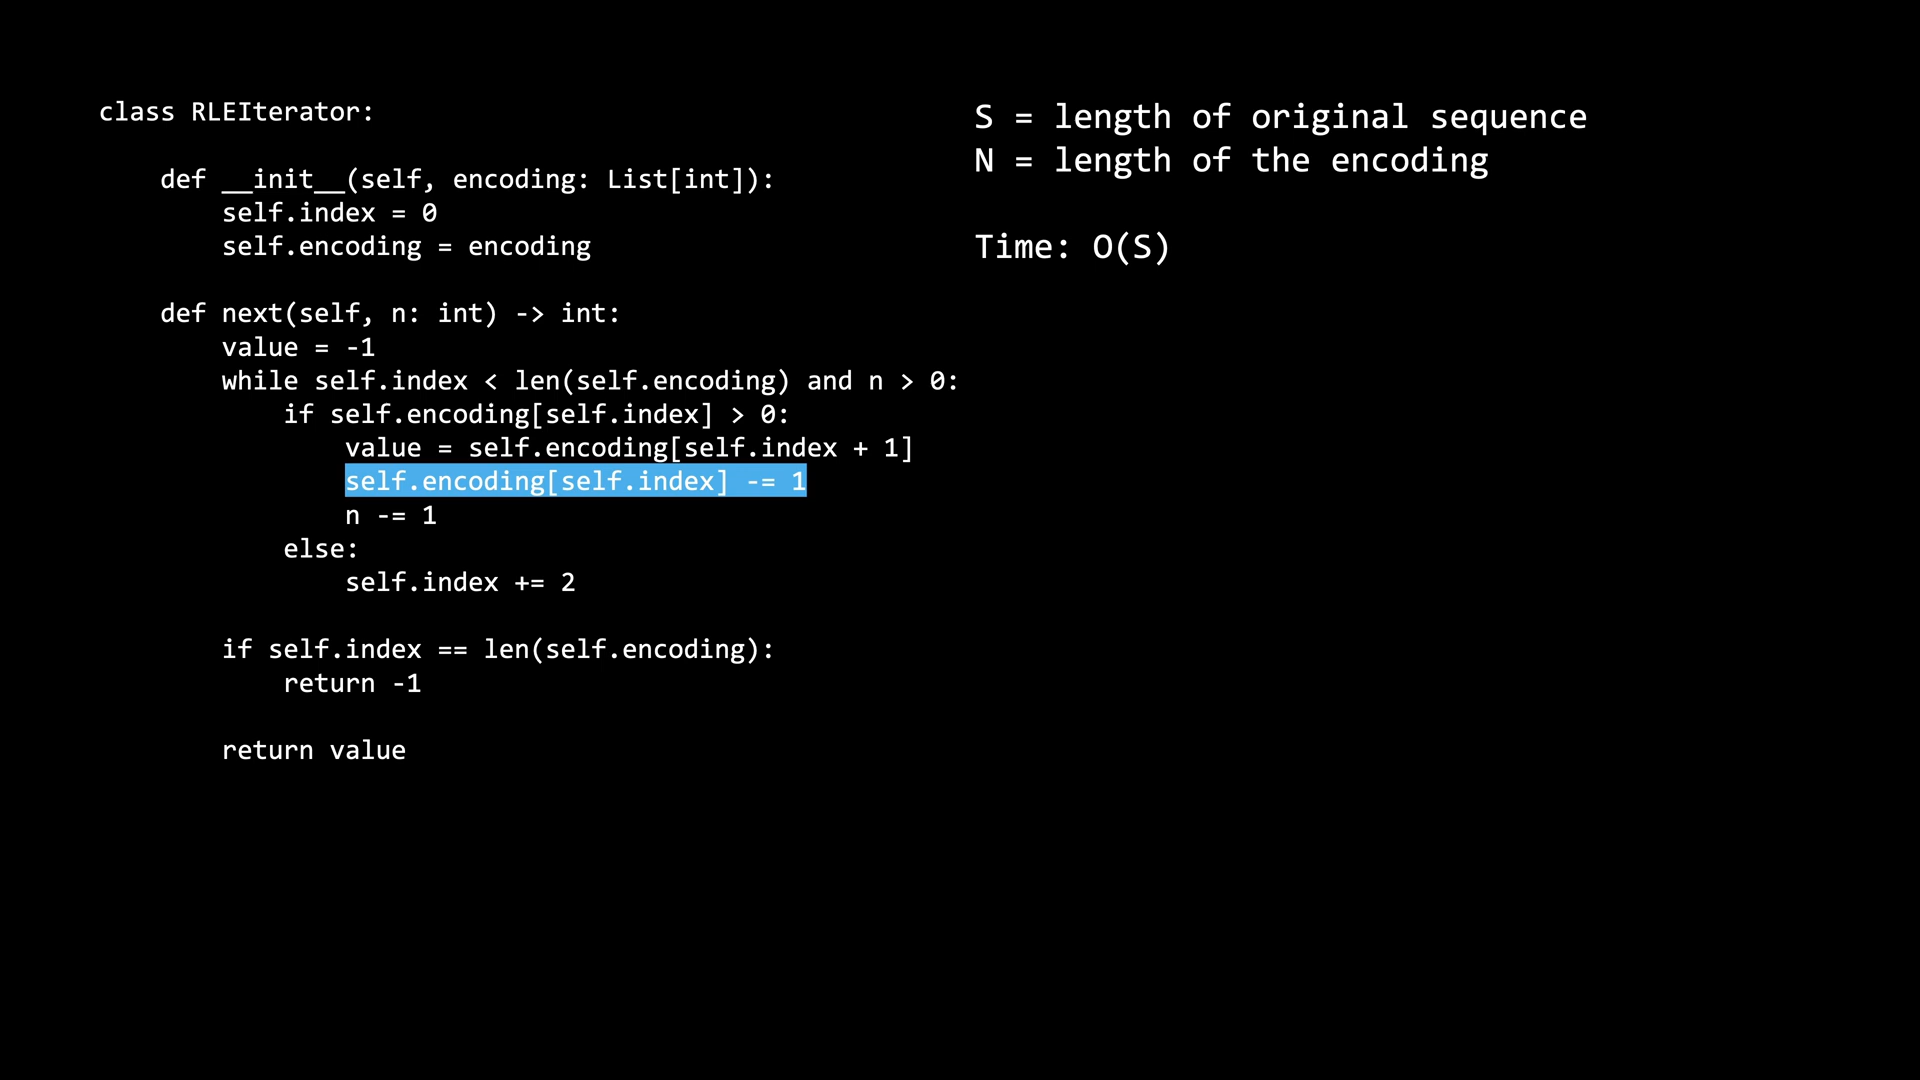 class RLEIterator:
def __init__(self, encoding: List[int]):
self.index = 0
self.encoding = encoding
def next(self, n: int) -> int:
value = -1
while self.index < len(self.encoding) and n > 0:
if self.encoding[self.index] > 0:
value = self.encoding[self.index + 1]
self.encoding[self.index] -= 1
n -= 1
else:
self.index += 2
if self.index == len(self.encoding):
return -1
return value
S = length of original sequence
N = length of the encoding
Time: O(S)